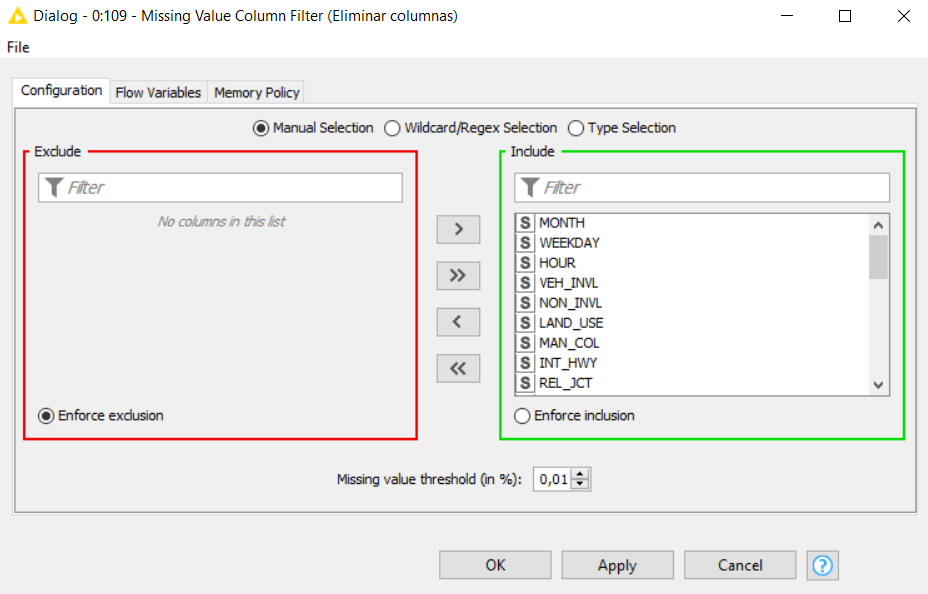 Dialog - 0:109 - Missing Value Column Filter (Eliminar columnas)
File
Configuration Flow Variables Memory Policy
Manual Selection Wildcard/Regex Selection Type Selection
Exclude
Filter
No columns in this list
Enforce exclusion
>
>>
<
<<
Include
Filter
S MONTH
S WEEKDAY
S HOUR
S VEH_INVL
S NON_INVL
S LAND_USE
S MAN_COL
S INT_HWY
S REL_JCT
Enforce inclusion
Missing value threshold (in %): 0,01
OK Apply Cancel ?